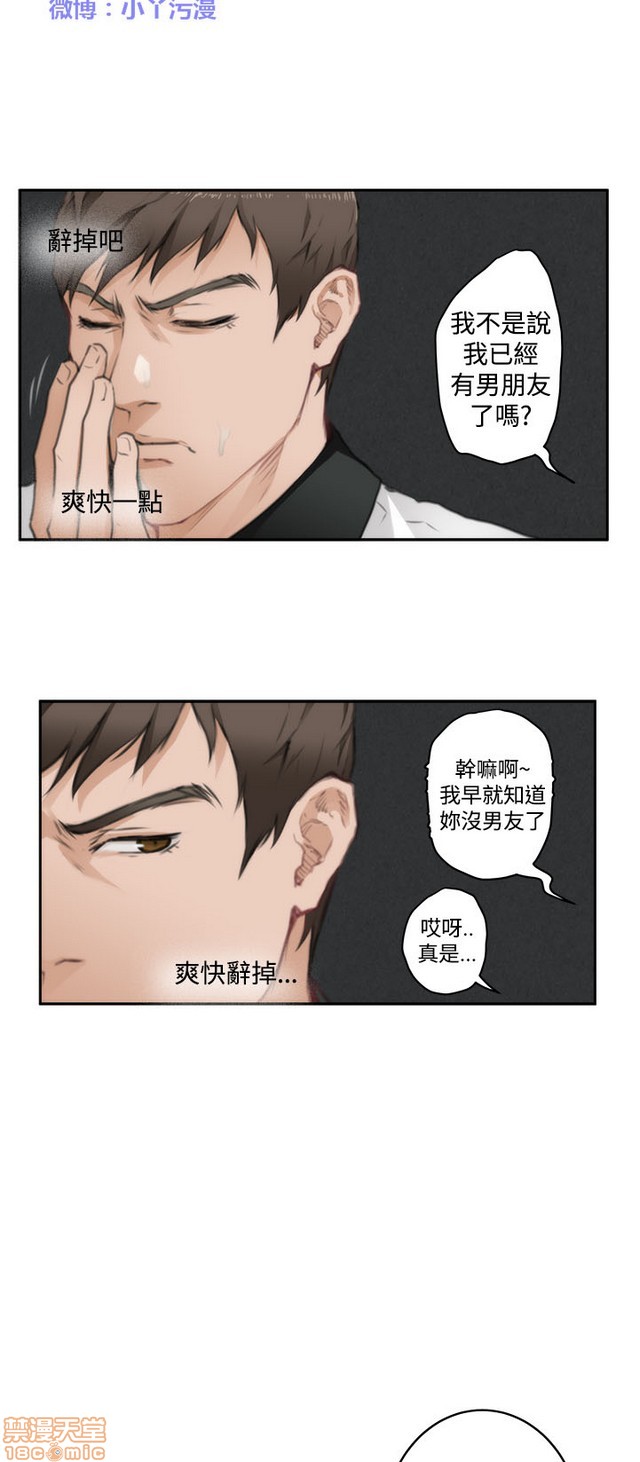 微博：小丫污漫
辭掉吧
我不是說
我已經
有男朋友
了嗎?
爽快一點
幹嘛啊~
我早就知道
妳沒男友了
哎呀..
真是...
爽快辭掉...
禁漫天堂
18comic